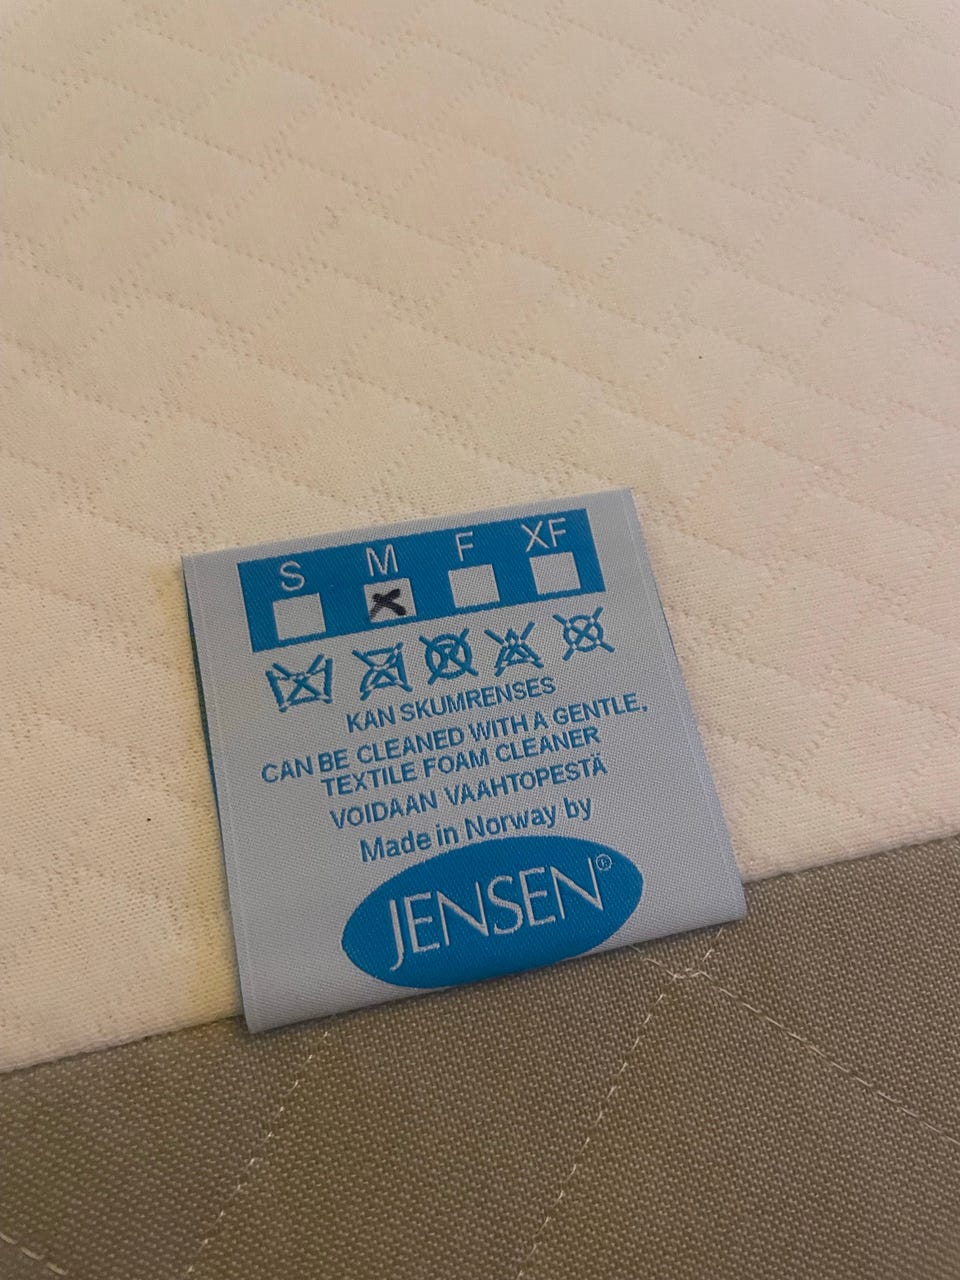 S M F XF
KAN SKUMRENSES
CAN BE CLEANED WITH A GENTLE,
TEXTILE FOAM CLEANER
VOIDAAN VAAHTOPESTÄ
Made in Norway by
JENSEN®